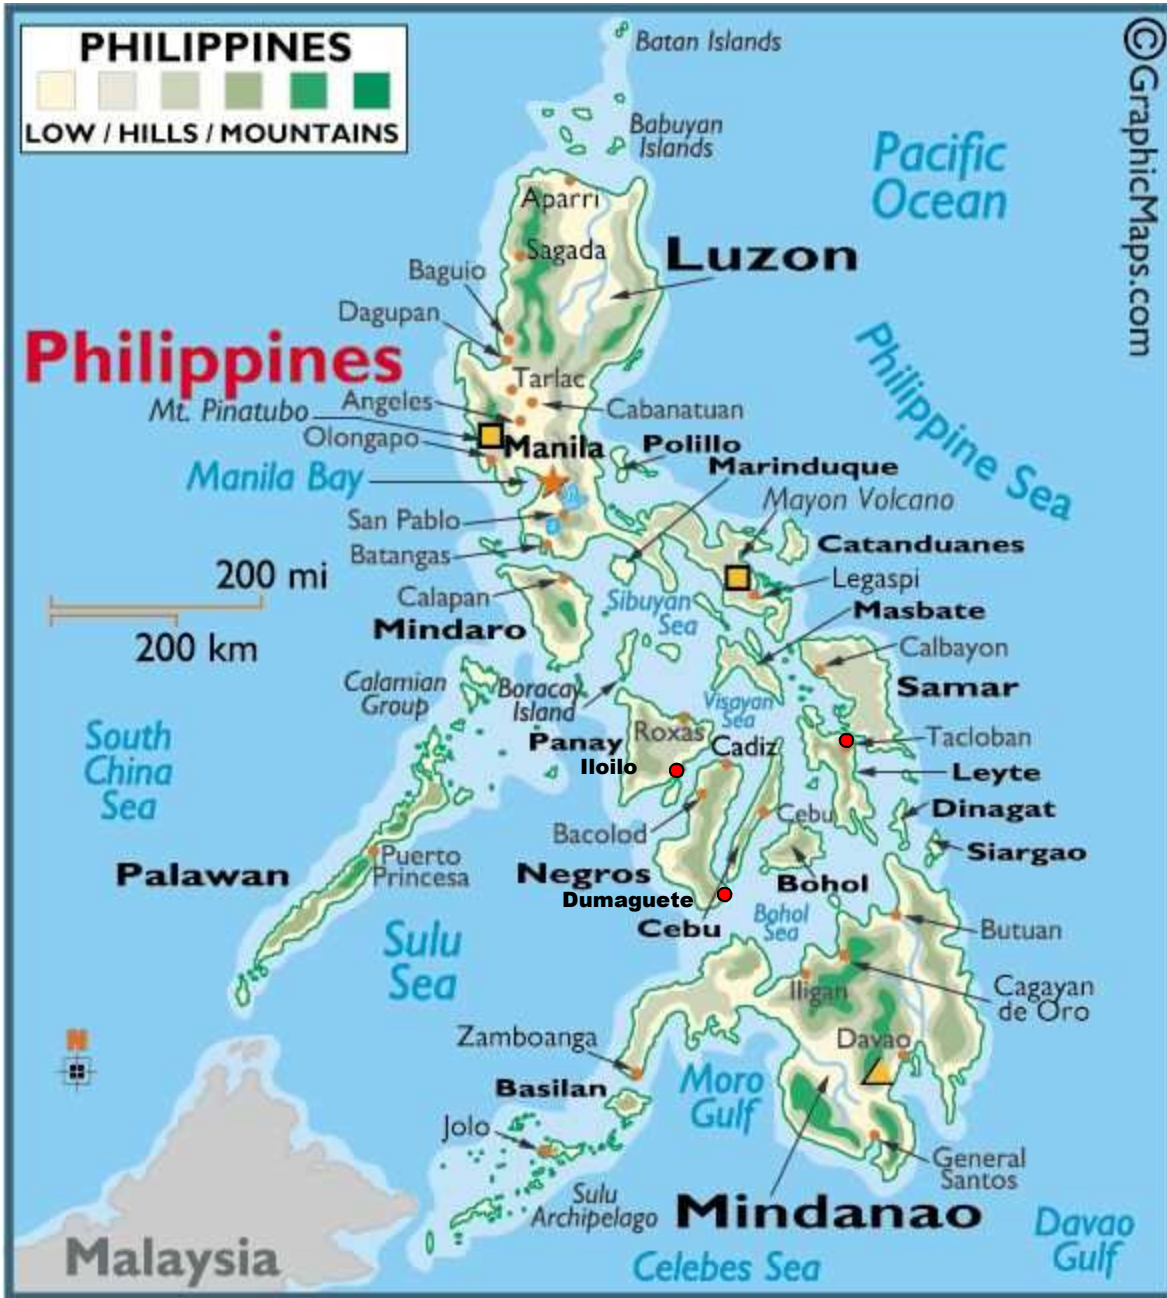 PHILIPPINES
LOW / HILLS / MOUNTAINS
©GraphicMaps.com
Batan Islands
Babuyan
Islands
Pacific
Ocean
Aparri
Sagada
Luzon
Baguio
Dagupan
Philippines
Philippine Sea
Tarlac
Angeles
Mt. Pinatubo
Cabanatuan
Olongapo
Manila
Polillo
Marinduque
Manila Bay
Mayon Volcano
San Pablo
Catanduanes
Batangas
200 mi
Legaspi
Calapan
Sibuyan
Sea
Masbate
Mindaro
200 km
Calbayon
Calamian
Group
Boracay
Island
Samar
Visayan
Sea
South
China
Sea
Roxas
Panay
Cadiz
Tacloban
Iloilo
Leyte
Dinagat
Cebu
Bacolod
Siargao
Puerto
Princesa
Palawan
Negros
Bohol
Dumaguete
Cebu
Bohol
Sea
Butuan
Sulu
Sea
Iligan
Cagayan
de Oro
N
Zamboanga
Davao
Basilan
Moro
Gulf
Jolo
General
Santos
Sulu
Archipelago
Mindanao
Davao
Gulf
Malaysia
Celebes Sea